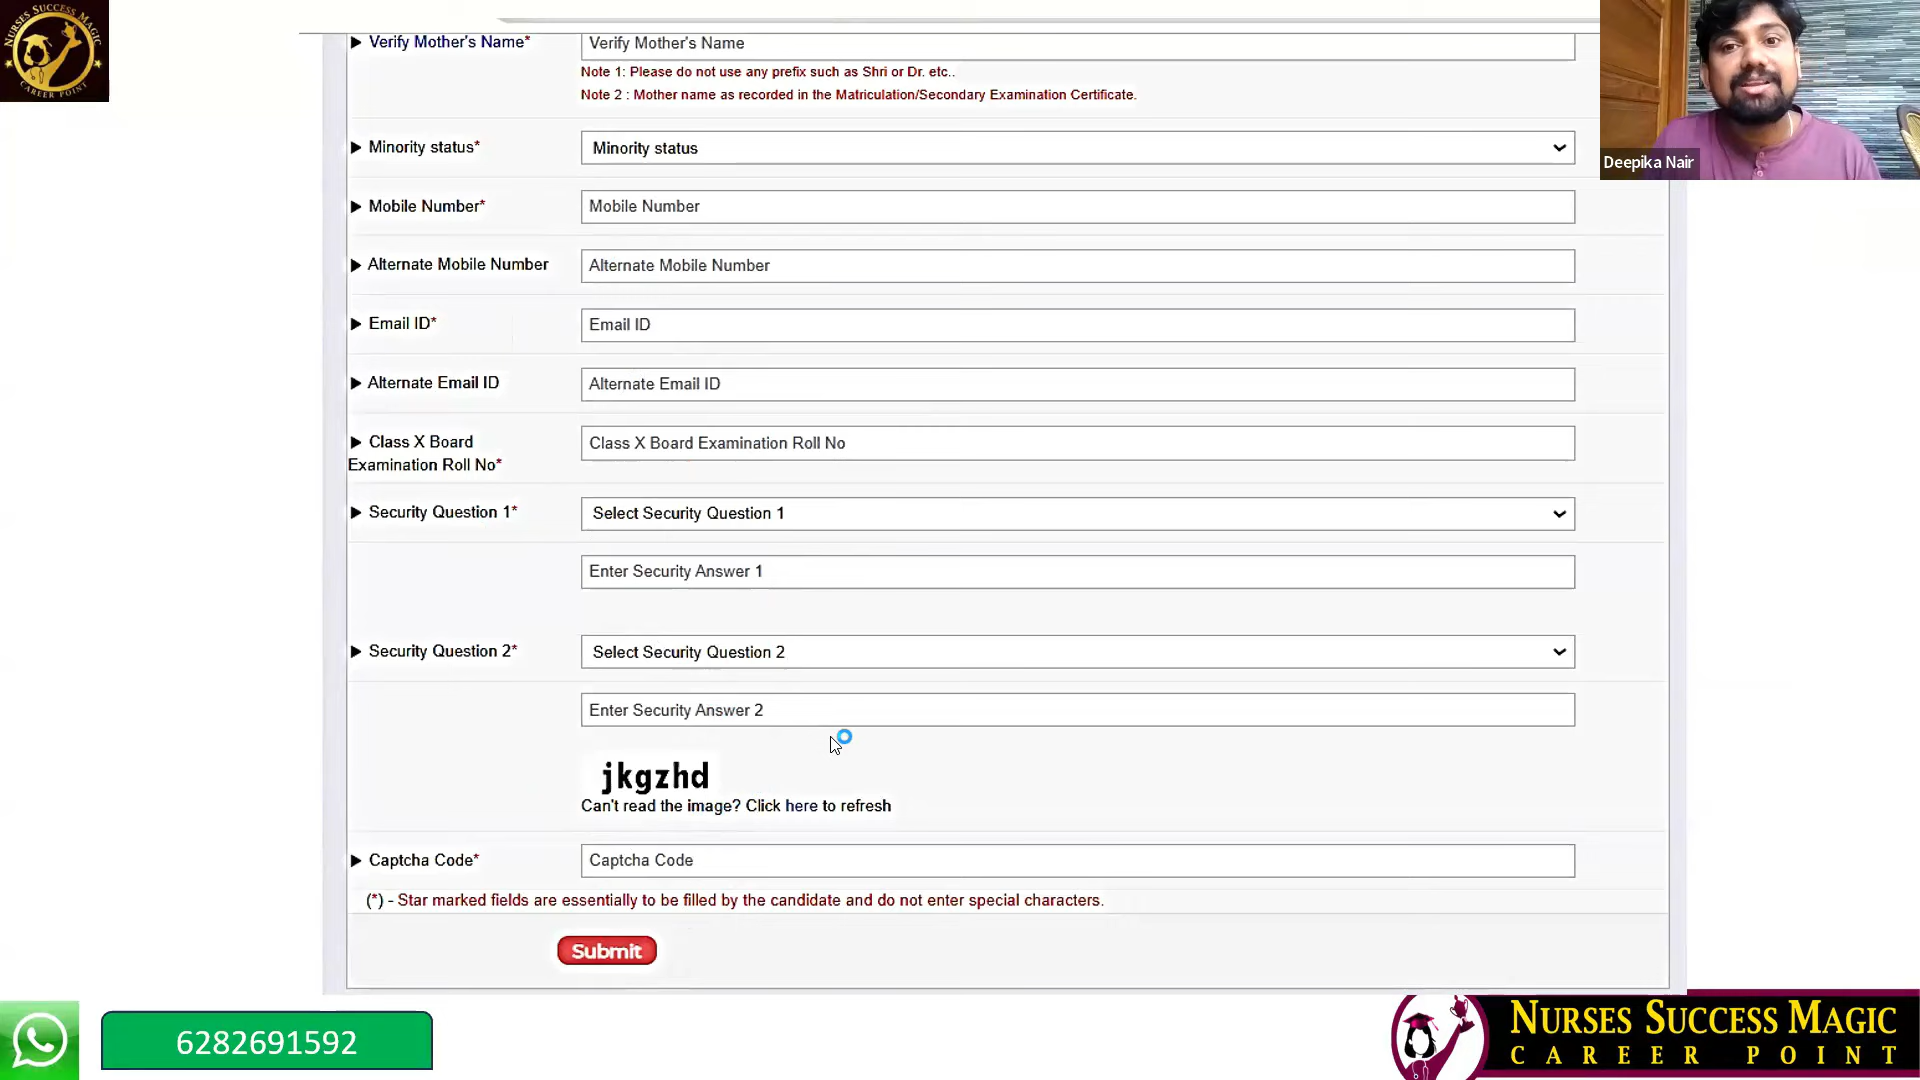 NURSES SUCCESS MAGIC
CAREER POINT
Verify Mother's Name*
Verify Mother's Name
Note 1: Please do not use any prefix such as Shri or Dr. etc..
Note 2 : Mother name as recorded in the Matriculation/Secondary Examination Certificate.
Deepika Nair
Minority status*
Minority status
Mobile Number*
Mobile Number
Alternate Mobile Number
Alternate Mobile Number
Email ID*
Email ID
Alternate Email ID
Alternate Email ID
Class X Board
Examination Roll No*
Class X Board Examination Roll No
Security Question 1*
Select Security Question 1
Enter Security Answer 1
Security Question 2*
Select Security Question 2
Enter Security Answer 2
jkgzhd
Can't read the image? Click here to refresh
Captcha Code*
Captcha Code
(*) - Star marked fields are essentially to be filled by the candidate and do not enter special characters.
Submit
6282691592
NURSES SUCCESS MAGIC
CAREER POINT